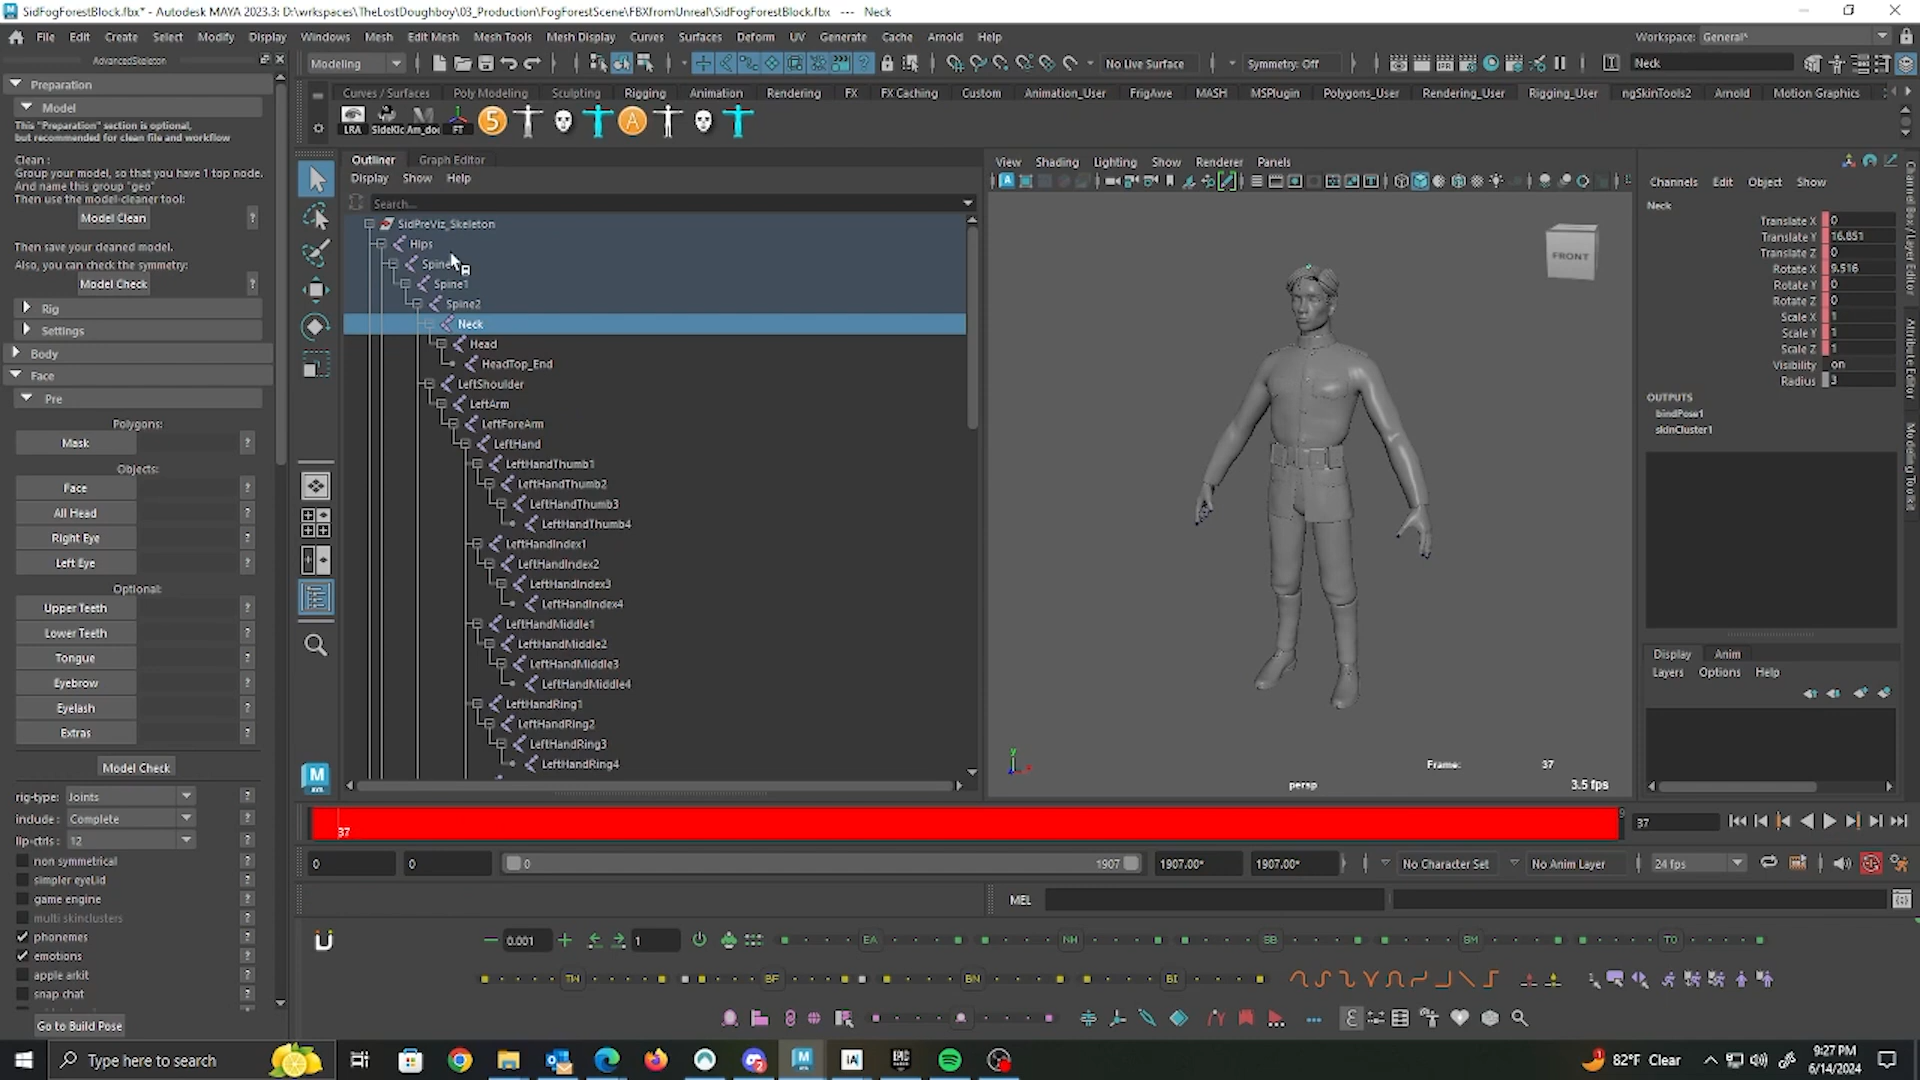 SidFogForestBlock.fbx* - Autodesk MAYA 2023.3: D:\wrkspaces\TheLostDoughboy\03_Production\FogForestScene\FBXfromUnreal\SidFogForestBlock.fbx --- Neck
File Edit Create Select Modify Display Windows Mesh Edit Mesh Mesh Tools Mesh Display Curves Surfaces Deform UV Generate Cache Arnold Help
Workspace: General*
AdvancedSkeleton
Modeling
No Live Surface
Symmetry: Off
Neck
Curves / Surfaces Poly Modeling Sculpting Rigging Animation Rendering FX FX Caching Custom Animation_User FrigAwe MASH MSPlugin Polygons_User Rendering_User Rigging_User ngSkinTools2 Arnold Motion Graphics
LRA SideKic Am_doc FT 5 A
Preparation
Model
This "Preparation" section is optional,
but recommended for clean file and workflow
Clean :
Group your model, so that you have 1 top node.
And name this group "geo"
Then use the model-cleaner tool:
Model Clean ?
Then save your cleaned model.
Also, you can check the symmetry:
Model Check ?
Rig
Settings
Body
Face
Pre
Polygons:
Mask ?
Objects:
Face ?
All Head ?
Right Eye ?
Left Eye ?
Optional:
Upper Teeth ?
Lower Teeth ?
Tongue ?
Eyebrow ?
Eyelash ?
Extras ?
Model Check
rig-type: Joints ?
include: Complete ?
lip-ctrls: 12 ?
non symmetrical ?
simpler eyeLid ?
game engine ?
multi skinclusters ?
phonemes ?
emotions ?
apple arkit ?
snap chat ?
Go to Build Pose
Outliner Graph Editor
Display Show Help
Search...
SidPreViz_Skeleton
Hips
Spine
Spine1
Spine2
Neck
Head
HeadTop_End
LeftShoulder
LeftArm
LeftForeArm
LeftHand
LeftHandThumb1
LeftHandThumb2
LeftHandThumb3
LeftHandThumb4
LeftHandIndex1
LeftHandIndex2
LeftHandIndex3
LeftHandIndex4
LeftHandMiddle1
LeftHandMiddle2
LeftHandMiddle3
LeftHandMiddle4
LeftHandRing1
LeftHandRing2
LeftHandRing3
LeftHandRing4
View Shading Lighting Show Renderer Panels
FRONT
Frame: 37
persp
3.5 fps
Channels Edit Object Show
Neck
Translate X 0
Translate Y 16.851
Translate Z 0
Rotate X 9.516
Rotate Y 0
Rotate Z 0
Scale X 1
Scale Y 1
Scale Z 1
Visibility on
Radius 3
OUTPUTS
bindPose1
skinCluster1
Display Anim
Layers Options Help
Channel Box / Layer Editor
Attribute Editor
Modeling Toolkit
37
37
0 0 0 1907 1907.00* 1907.00* No Character Set No Anim Layer 24 fps
MEL
0.001 1 EA NH BB BM TO
TW BF BN BI
Type here to search
82°F Clear
9:27 PM
6/14/2024